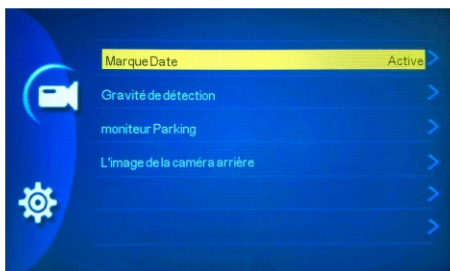 Marque Date Active
Gravité de détection
moniteur Parking
L'image de la caméra arrière